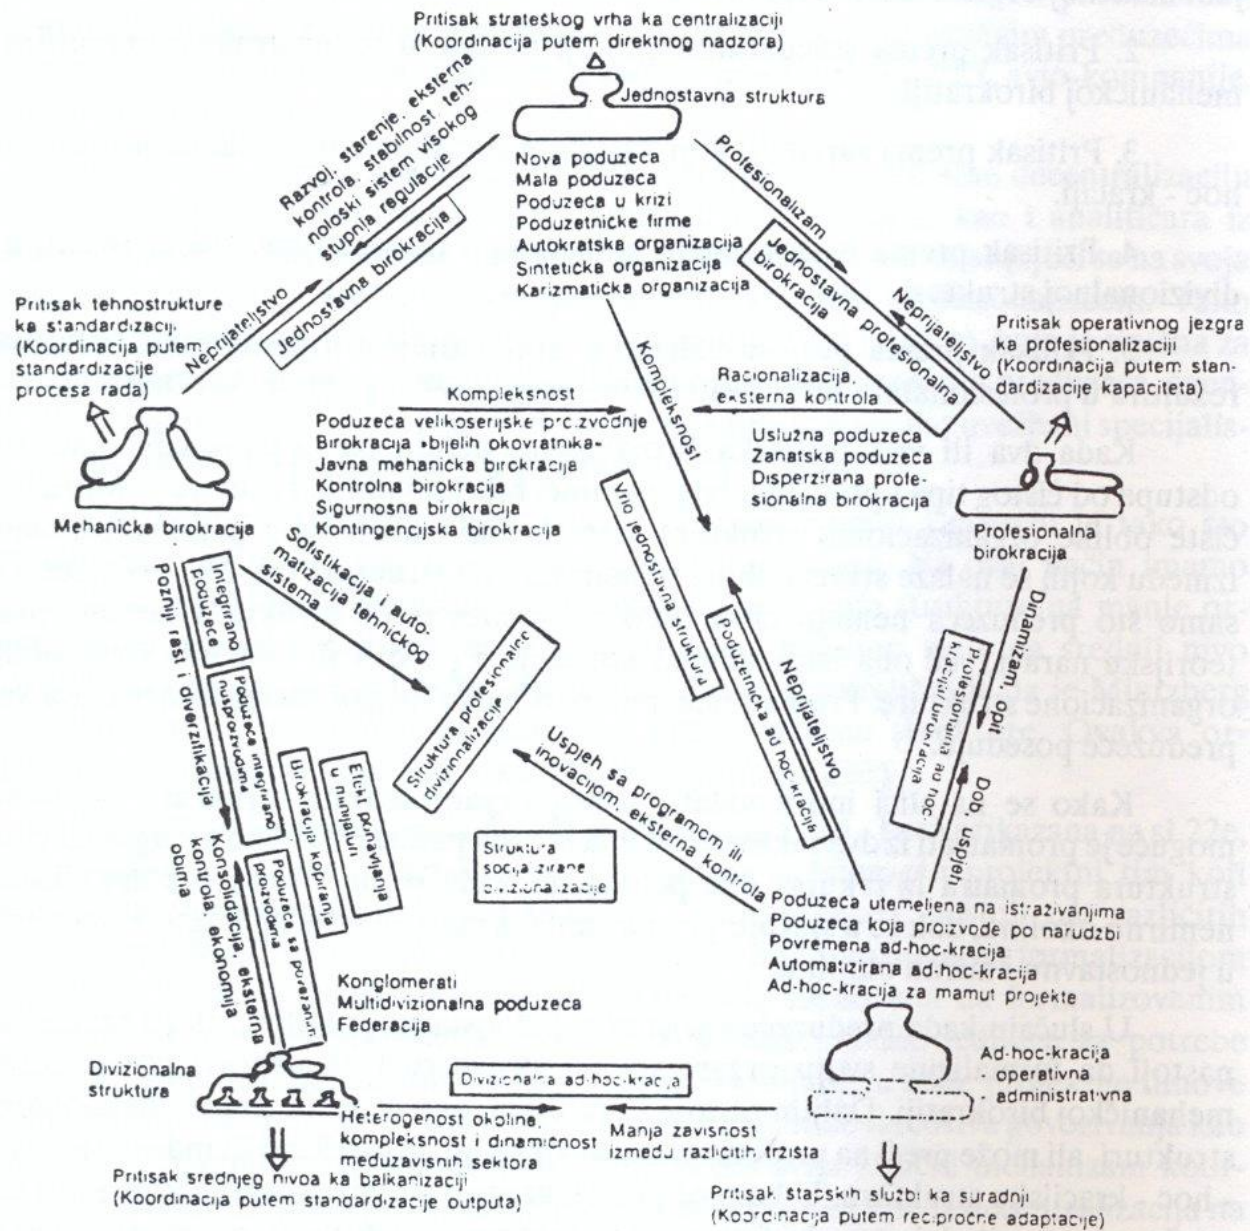 Pritisak strateškog vrha ka centralizaciji
(Koordinacija putem direktnog nadzora)
Jednostavna struktura
Razvoj, starenje, eksterna
kontrola, stabilnost, teh-
nološki sistem visokog
stupnja regulacije
Neprijateljstvo
Jednostavna birokracija
Nova poduzeća
Mala poduzeća
Poduzeća u krizi
Poduzetničke firme
Autokratska organizacija
Sintetička organizacija
Karizmatička organizacija
Profesionalizam
Jednostavna profesionalna
birokracija
Neprijateljstvo
Pritisak tehnostrukture
ka standardizaciji
(Koordinacija putem
standardizacije
procesa rada)
Pritisak operativnog jezgra
ka profesionalizaciji
(Koordinacija putem stan-
dardizacije kapaciteta)
Kompleksnost
Kompleksnost
Racionalizacija,
eksterna kontrola
Poduzeća velikoserijske proizvodnje
Birokracija »bijelih okovratnika«
Javna mehanička birokracija
Kontrolna birokracija
Sigurnosna birokracija
Kontingencijska birokracija
Uslužna poduzeća
Zanatska poduzeća
Disperzirana profe-
sionalna birokracija
Mehanička birokracija
Profesionalna
birokracija
Integrirano
poduzeće
Pozniji rast i diverzifikacija
Sofistikacija i auto-
matizacija tehničkog
sistema
Vrlo jednostavna struktura
Poduzetnička ad hoc-kracija
Neprijateljstvo
Dinamizam, opis
Profesionalna ad hoc-
kracija birokracija
Dob, uspjeh
Poduzeće integrirano
nusproizvodima
Struktura profesionalne
divizionalizacije
Birokracija kopiranja
Efekt pripravljanja
u minijaturi
Uspjeh sa programom ili
inovacijom, eksterna kontrola
Struktura
socijalizirane
divizionalizacije
Konsolidacija, eksterna
kontrola, ekonomija
obima
Poduzeće sa povezanim
proizvodima
Poduzeća utemeljena na istraživanjima
Poduzeća koja proizvode po narudžbi
Povremena ad-hoc-kracija
Automatizirana ad-hoc-kracija
Ad-hoc-kracija za mamut projekte
Konglomerati
Multidivizionalna poduzeća
Federacija
Divizionalna
struktura
Divizionalna ad-hoc-kracija
Ad-hoc-kracija
operativna
administrativna
Heterogenost okoline,
kompleksnost i dinamičnost
meduzavisnih sektora
Manja zavisnost
između različitih tržišta
Pritisak srednjeg nivoa ka balkanizaciji
(Koordinacija putem standardizacije outputa)
Pritisak štapskih službi ka suradnji
(Koordinacija putem recipročne adaptacije)